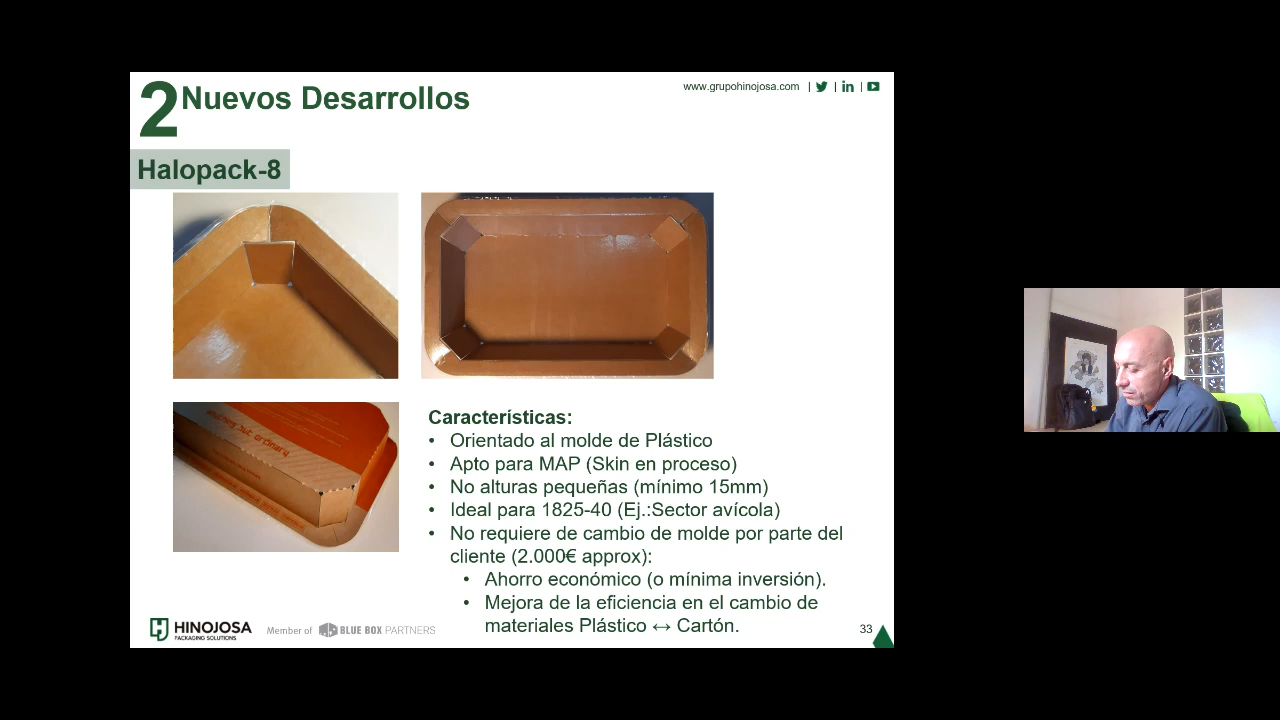 2 Nuevos Desarrollos
www.grupohinojosa.com | | |
Halopack-8
anything but ordinary
Características:
• Orientado al molde de Plástico
• Apto para MAP (Skin en proceso)
• No alturas pequeñas (mínimo 15mm)
• Ideal para 1825-40 (Ej.:Sector avícola)
• No requiere de cambio de molde por parte del
cliente (2.000€ approx):
• Ahorro económico (o mínima inversión).
• Mejora de la eficiencia en el cambio de
materiales Plástico ↔ Cartón.
HINOJOSA
PACKAGING SOLUTIONS
Member of BLUE BOX PARTNERS
33